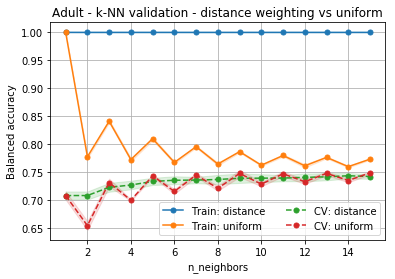 Adult - k-NN validation - distance weighting vs uniform
1.00
0.95
0.90
0.85
0.80
0.75
0.70
0.65
Balanced accuracy
2 4 6 8 10 12 14
n_neighbors
Train: distance CV: distance
Train: uniform CV: uniform